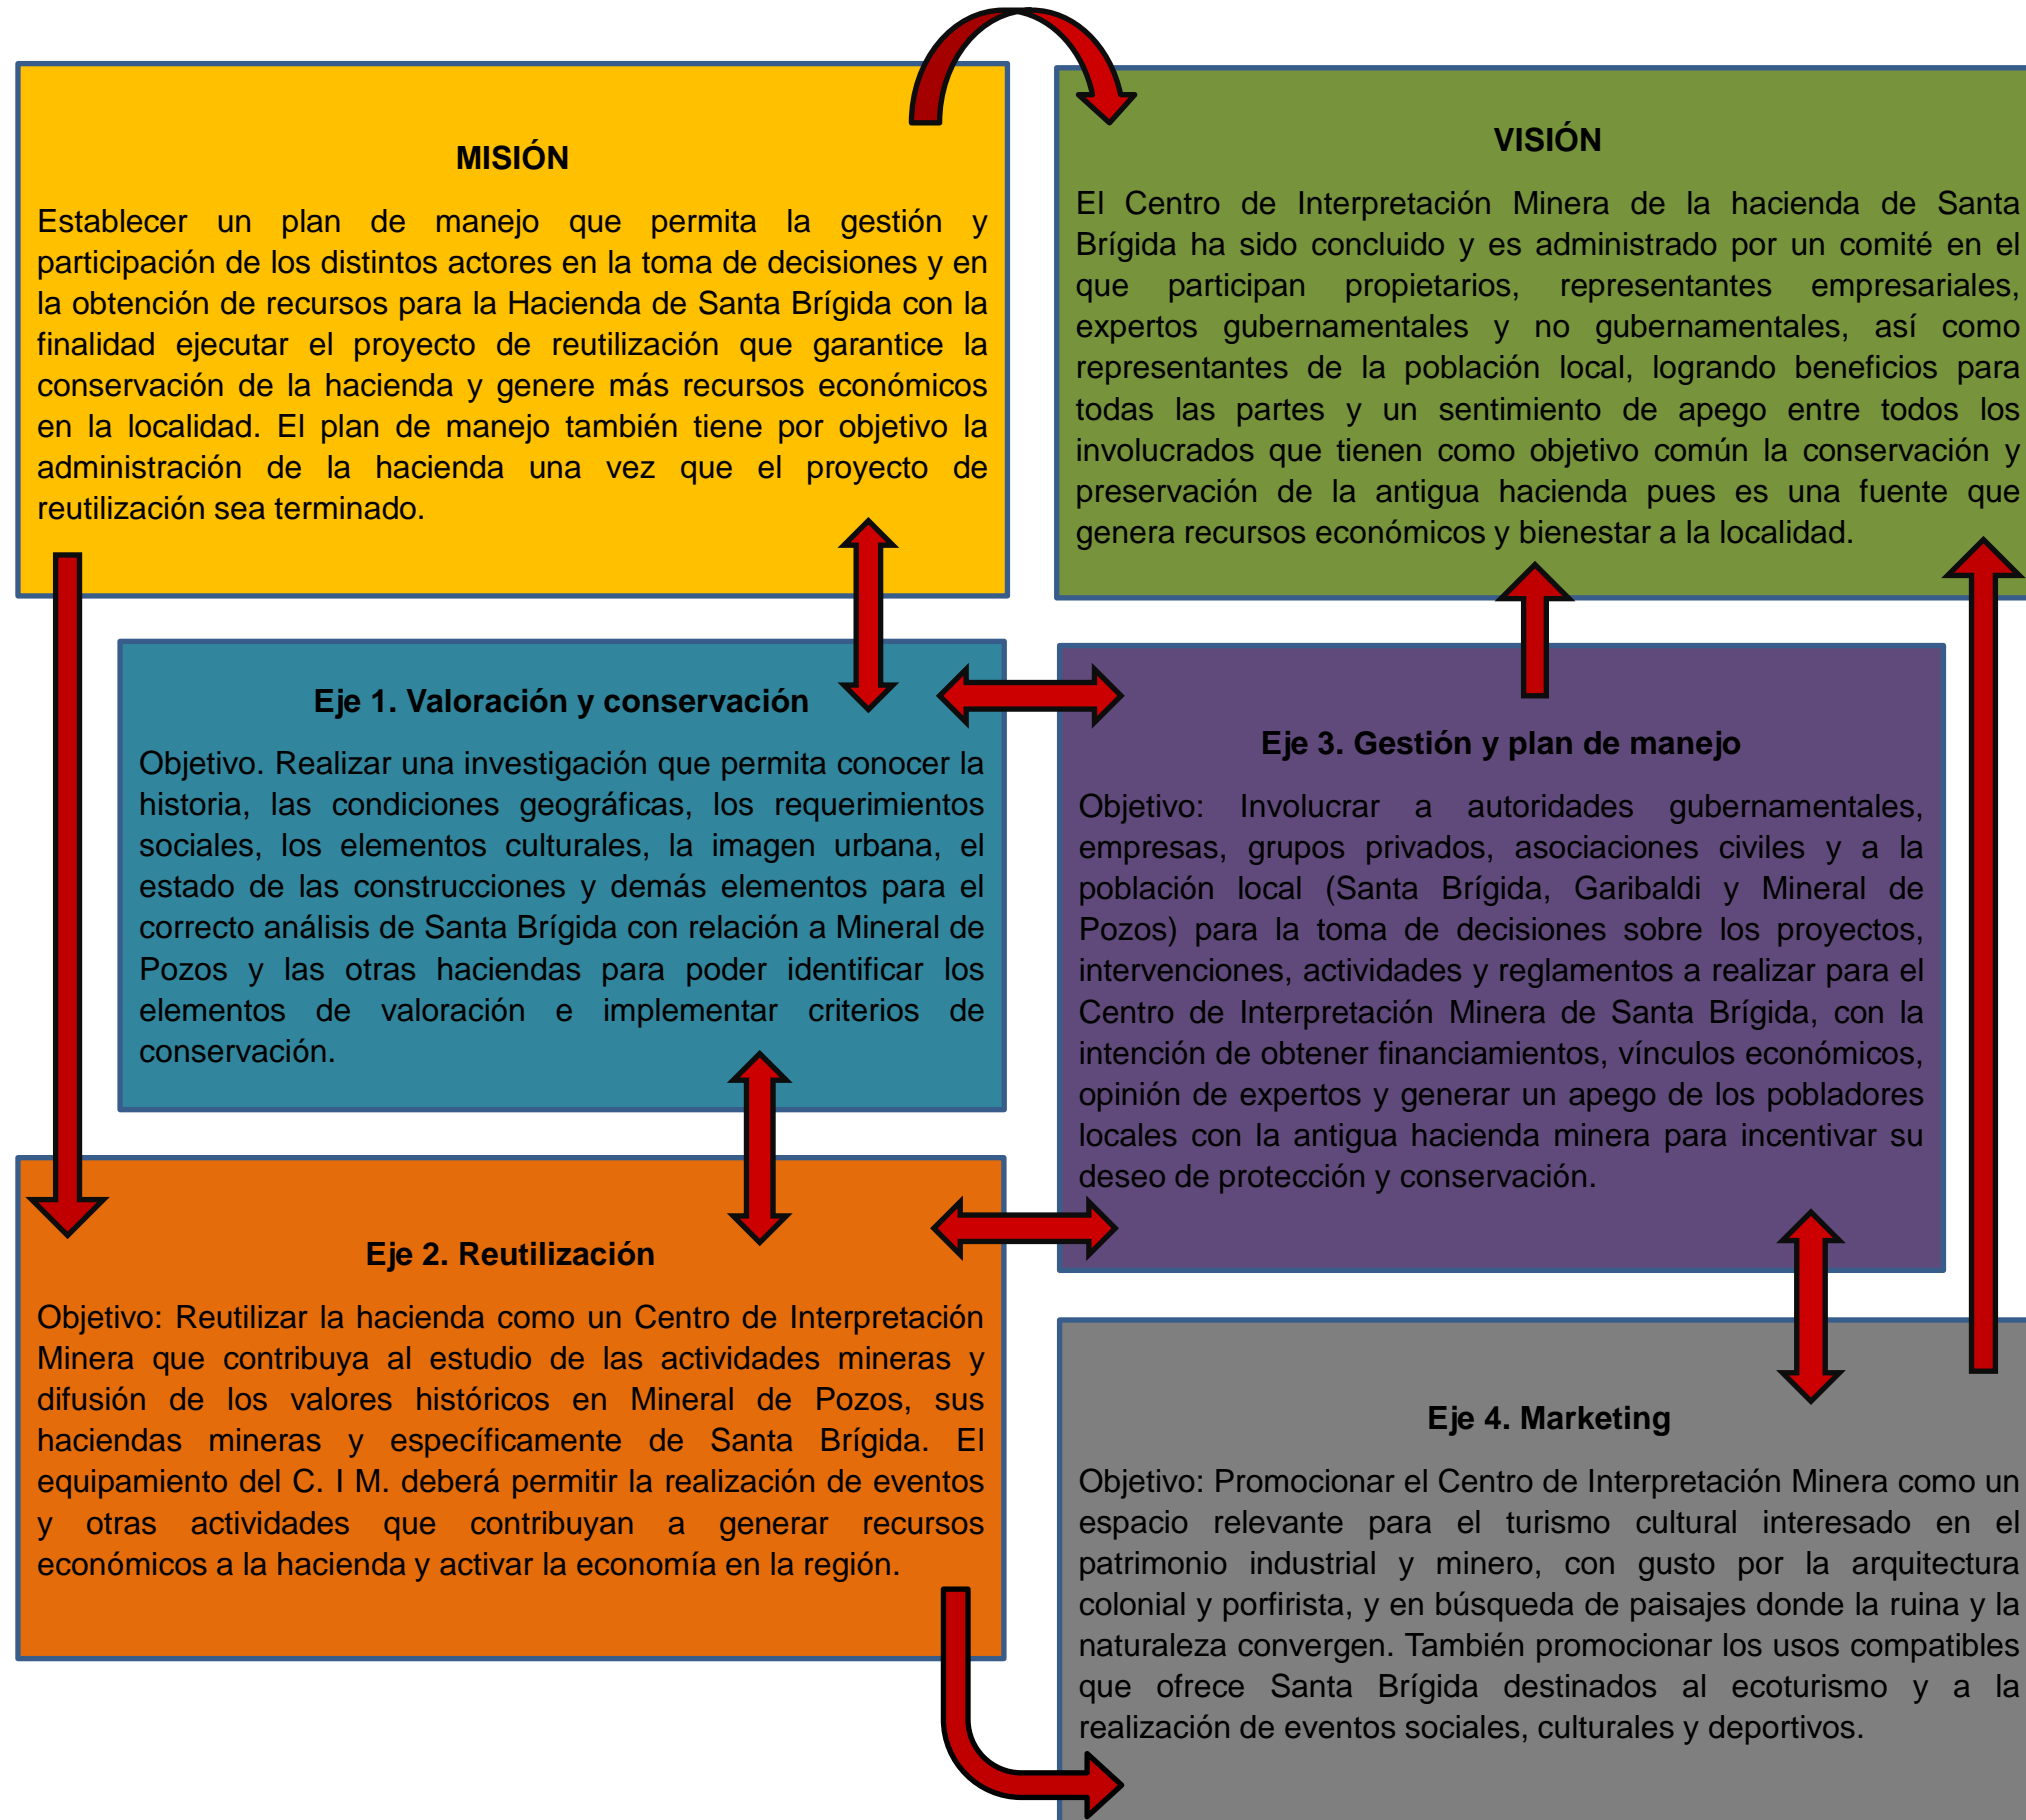 MISIÓN
Establecer un plan de manejo que permita la gestión y
participación de los distintos actores en la toma de decisiones y en
la obtención de recursos para la Hacienda de Santa Brígida con la
finalidad ejecutar el proyecto de reutilización que garantice la
conservación de la hacienda y genere más recursos económicos
en la localidad. El plan de manejo también tiene por objetivo la
administración de la hacienda una vez que el proyecto de
reutilización sea terminado.
VISIÓN
El Centro de Interpretación Minera de la hacienda de Santa
Brígida ha sido concluido y es administrado por un comité en el
que participan propietarios, representantes empresariales,
expertos gubernamentales y no gubernamentales, así como
representantes de la población local, logrando beneficios para
todas las partes y un sentimiento de apego entre todos los
involucrados que tienen como objetivo común la conservación y
preservación de la antigua hacienda pues es una fuente que
genera recursos económicos y bienestar a la localidad.
Eje 1. Valoración y conservación
Objetivo. Realizar una investigación que permita conocer la
historia, las condiciones geográficas, los requerimientos
sociales, los elementos culturales, la imagen urbana, el
estado de las construcciones y demás elementos para el
correcto análisis de Santa Brígida con relación a Mineral de
Pozos y las otras haciendas para poder identificar los
elementos de valoración e implementar criterios de
conservación.
Eje 3. Gestión y plan de manejo
Objetivo: Involucrar a autoridades gubernamentales,
empresas, grupos privados, asociaciones civiles y a la
población local (Santa Brígida, Garibaldi y Mineral de
Pozos) para la toma de decisiones sobre los proyectos,
intervenciones, actividades y reglamentos a realizar para el
Centro de Interpretación Minera de Santa Brígida, con la
intención de obtener financiamientos, vínculos económicos,
opinión de expertos y generar un apego de los pobladores
locales con la antigua hacienda minera para incentivar su
deseo de protección y conservación.
Eje 2. Reutilización
Objetivo: Reutilizar la hacienda como un Centro de Interpretación
Minera que contribuya al estudio de las actividades mineras y
difusión de los valores históricos en Mineral de Pozos, sus
haciendas mineras y específicamente de Santa Brígida. El
equipamiento del C. I M. deberá permitir la realización de eventos
y otras actividades que contribuyan a generar recursos
económicos a la hacienda y activar la economía en la región.
Eje 4. Marketing
Objetivo: Promocionar el Centro de Interpretación Minera como un
espacio relevante para el turismo cultural interesado en el
patrimonio industrial y minero, con gusto por la arquitectura
colonial y porfirista, y en búsqueda de paisajes donde la ruina y la
naturaleza convergen. También promocionar los usos compatibles
que ofrece Santa Brígida destinados al ecoturismo y a la
realización de eventos sociales, culturales y deportivos.